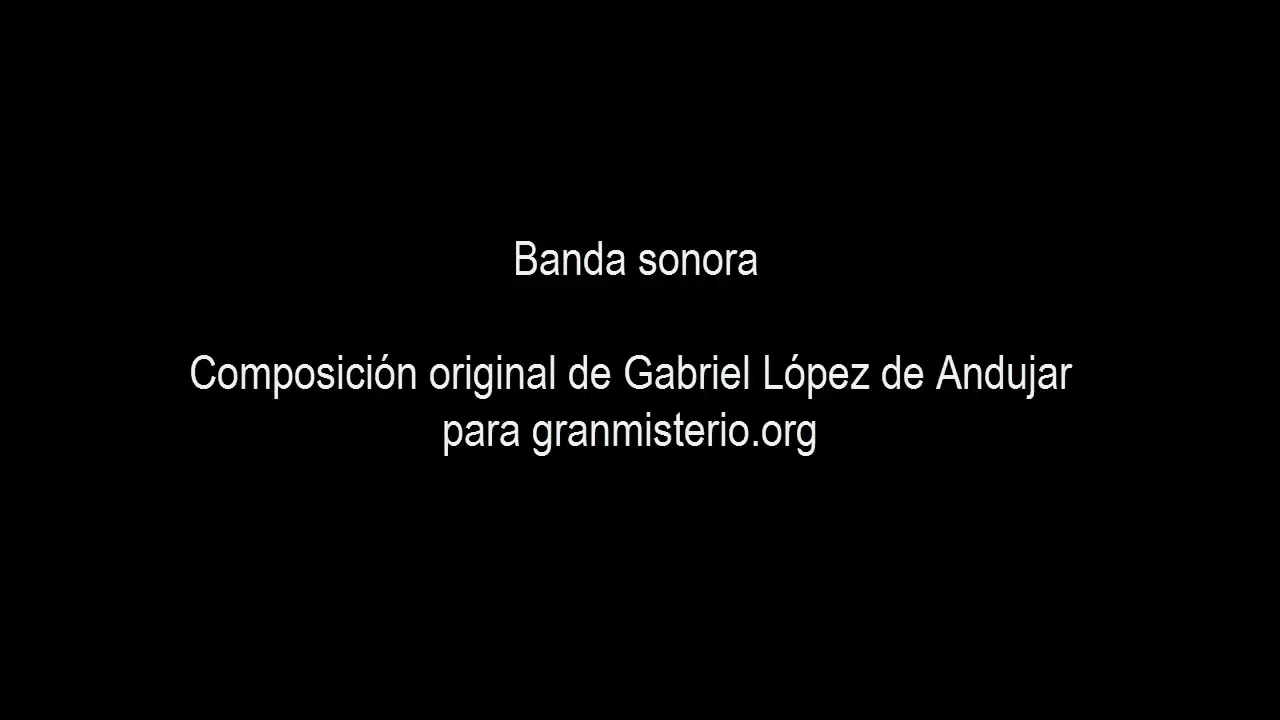 Banda sonora
Composición original de Gabriel López de Andujar
para granmisterio.org